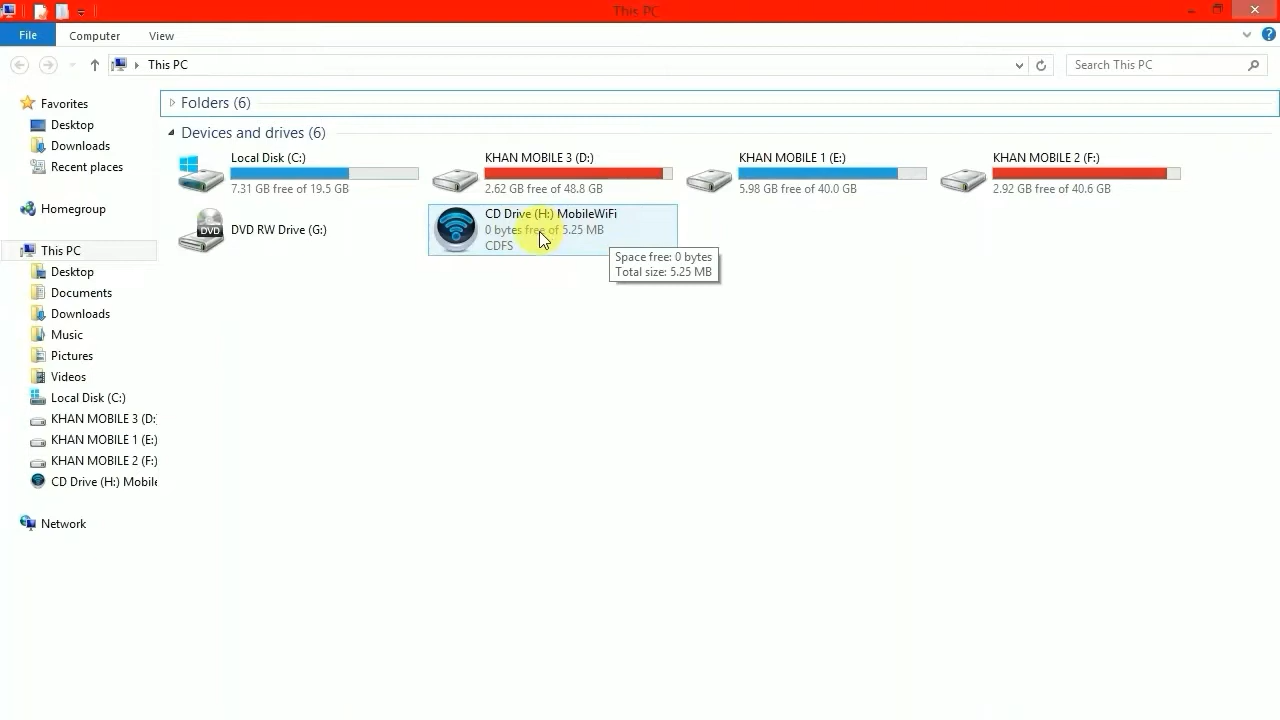 This PC
File
Computer
View
This PC
Search This PC
Favorites
Desktop
Downloads
Recent places
Homegroup
This PC
Desktop
Documents
Downloads
Music
Pictures
Videos
Local Disk (C:)
KHAN MOBILE 3 (D:
KHAN MOBILE 1 (E:)
KHAN MOBILE 2 (F:)
CD Drive (H:) Mobile
Network
Folders (6)
Devices and drives (6)
Local Disk (C:)
7.31 GB free of 19.5 GB
KHAN MOBILE 3 (D:)
2.62 GB free of 48.8 GB
KHAN MOBILE 1 (E:)
5.98 GB free of 40.0 GB
KHAN MOBILE 2 (F:)
2.92 GB free of 40.6 GB
DVD
DVD RW Drive (G:)
CD Drive (H:) MobileWiFi
0 bytes free of 5.25 MB
CDFS
Space free: 0 bytes
Total size: 5.25 MB